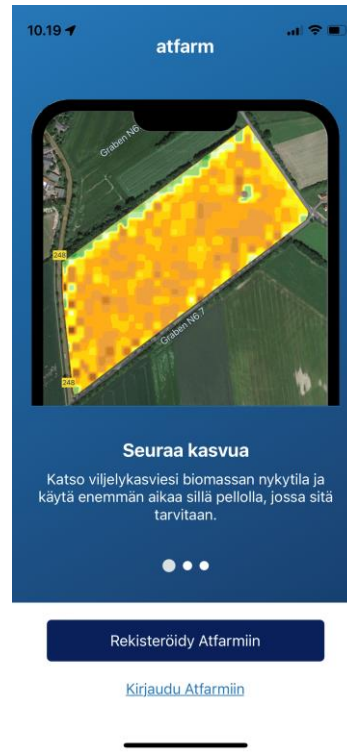 10.19
atfarm
Graben N6
248
Graben N6.7
248
Seuraa kasvua
Katso viljelykasviesi biomassan nykytila ja
käytä enemmän aikaa sillä pellolla, jossa sitä
tarvitaan.
Rekisteröidy Atfarmiin
Kirjaudu Atfarmiin